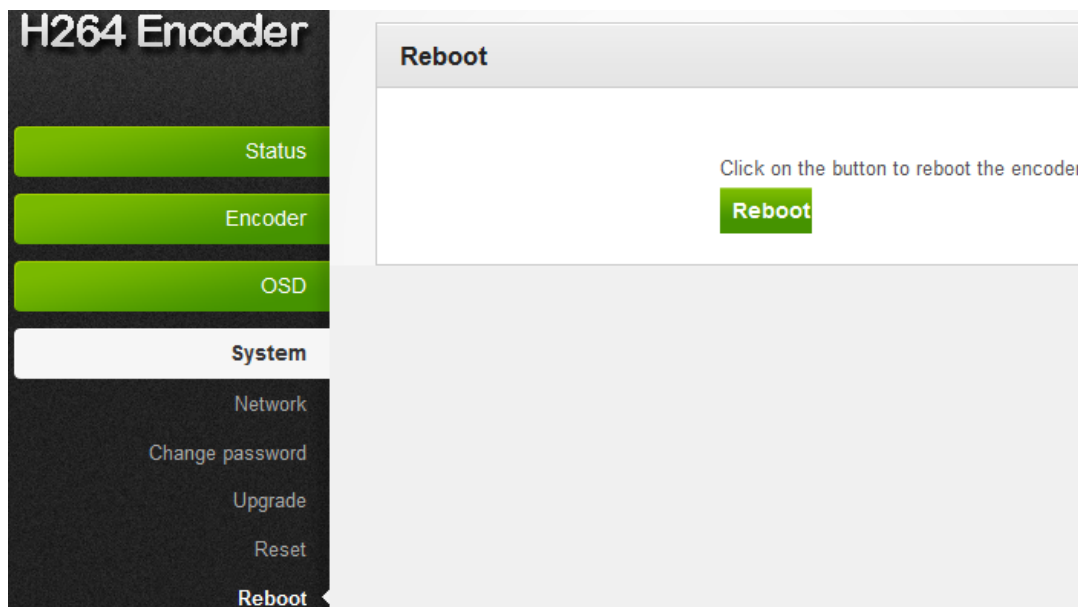 H264 Encoder
Status
Encoder
OSD
System
Network
Change password
Upgrade
Reset
Reboot
Reboot
Click on the button to reboot the encoder
Reboot